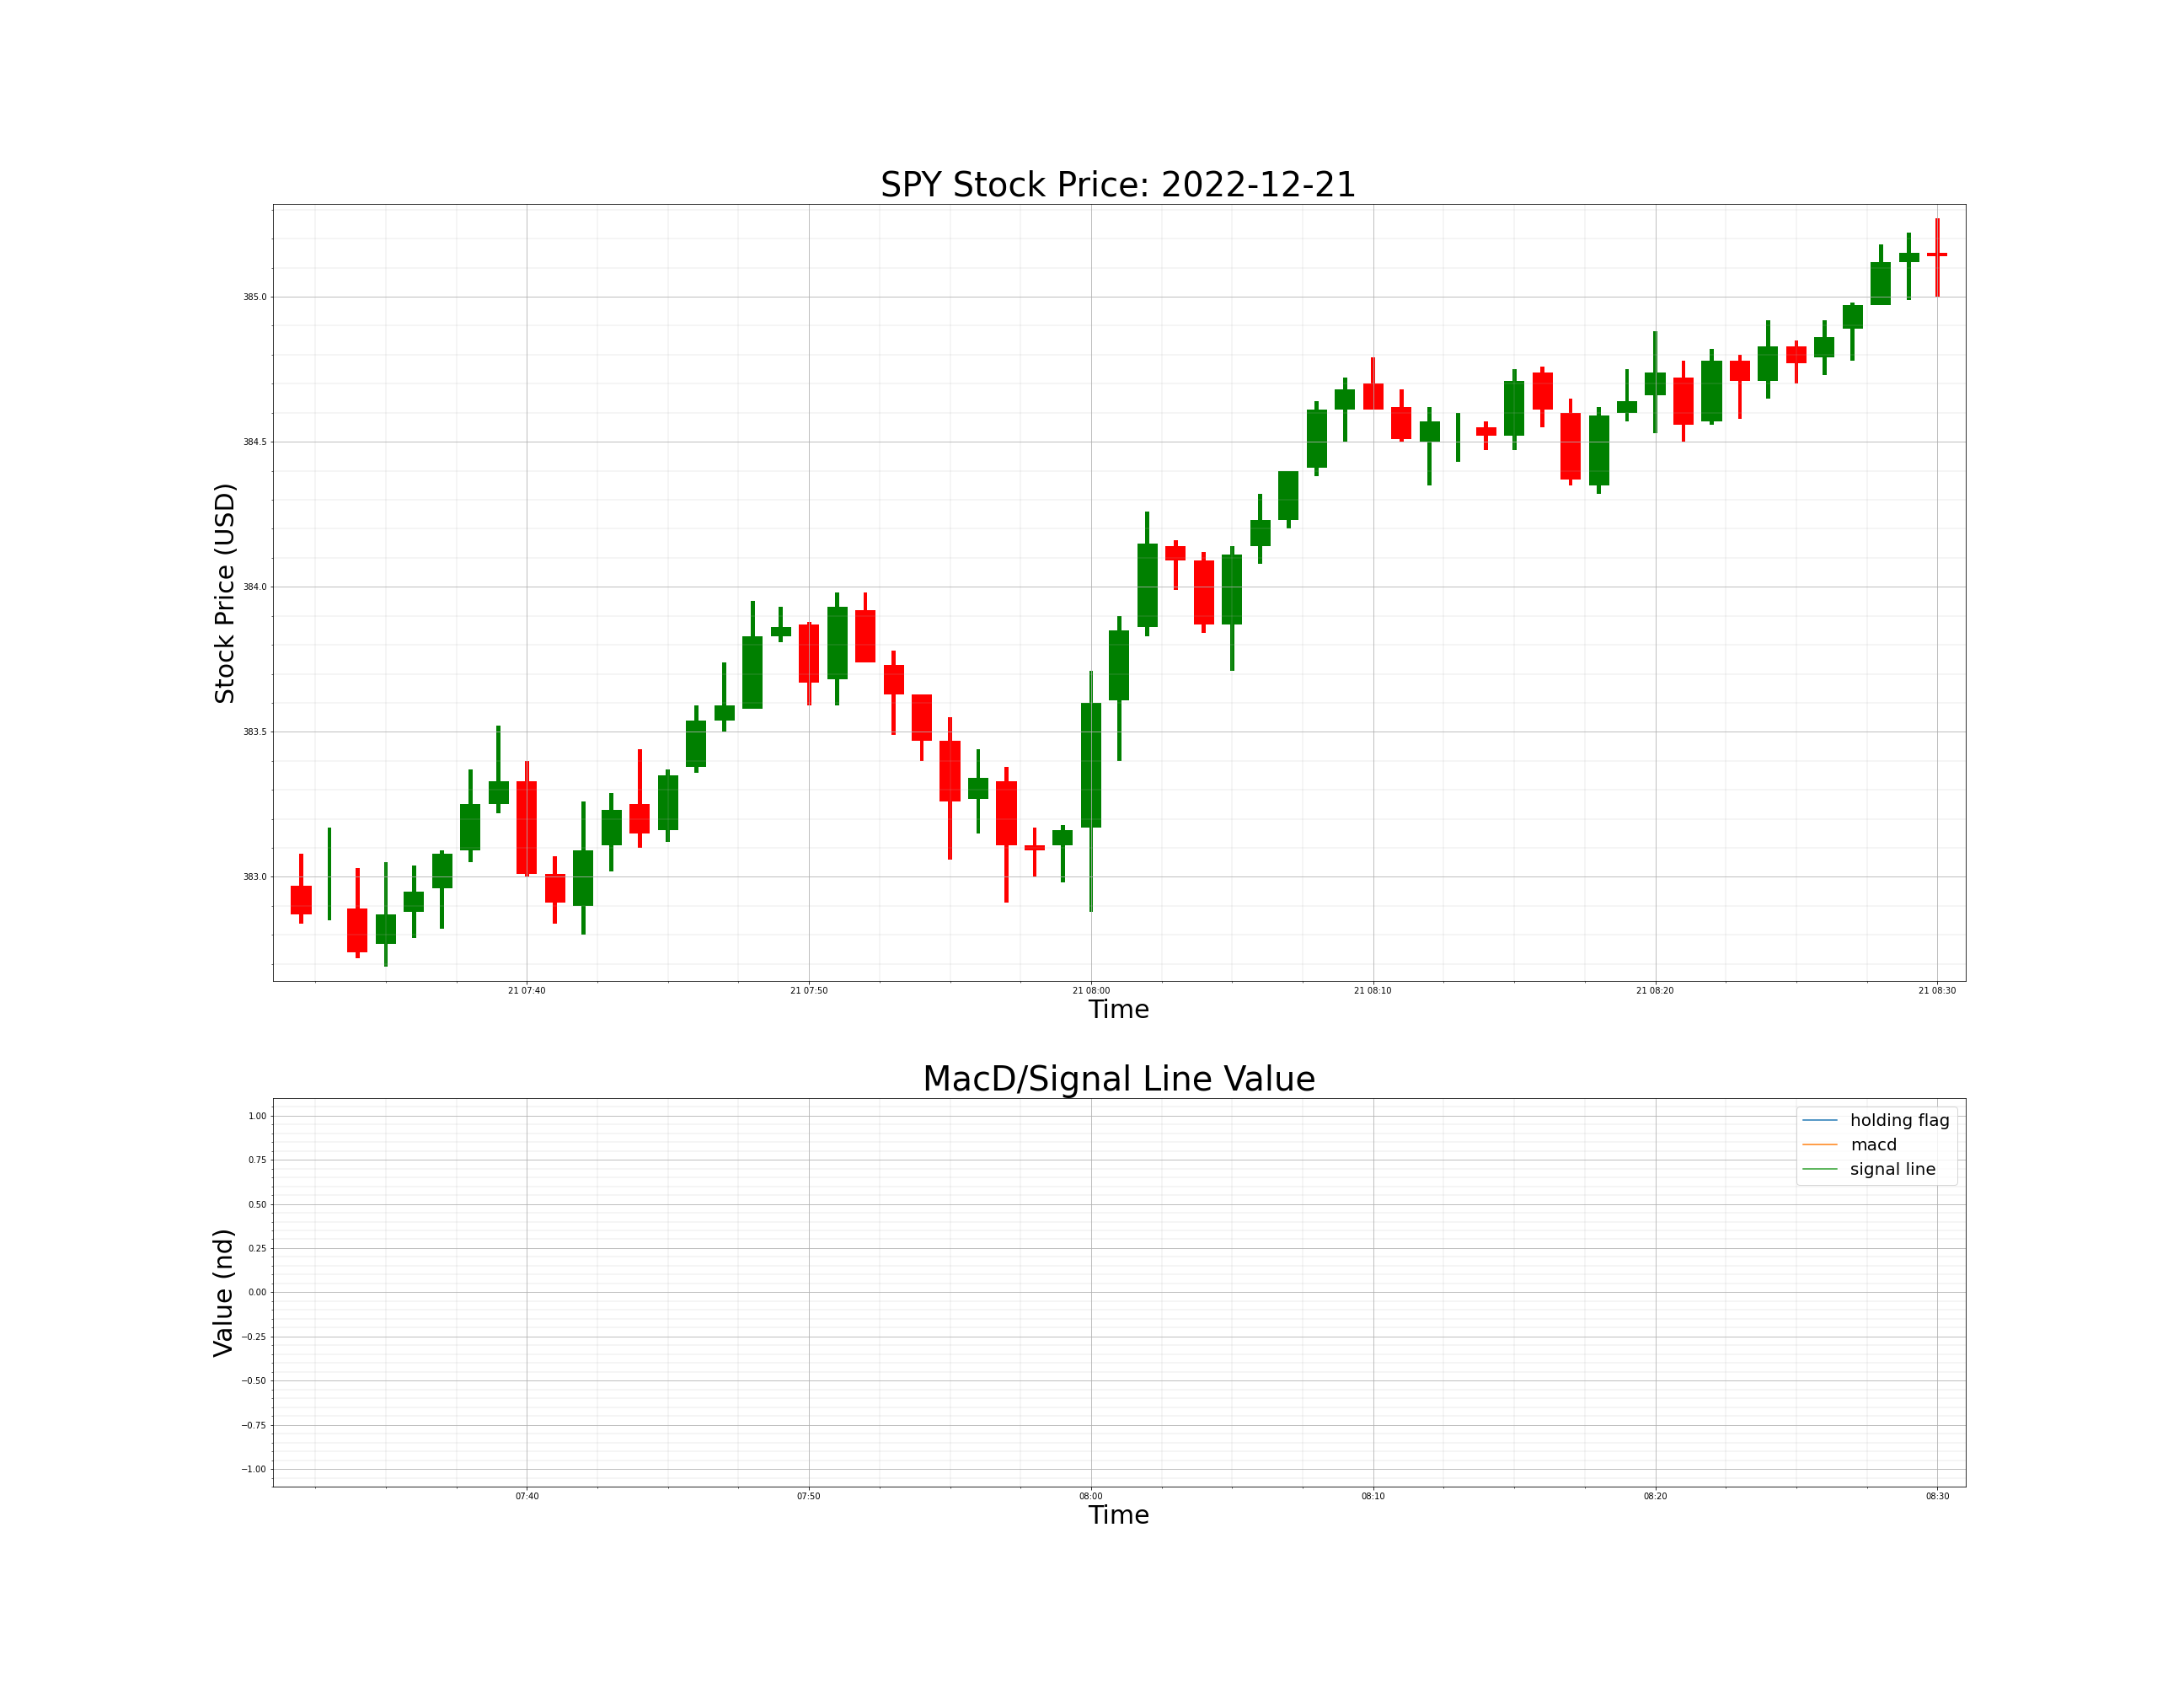 SPY Stock Price: 2022-12-21
Stock Price (USD)
385.0
384.5
384.0
383.5
383.0
21 07:40 21 07:50 21 08:00 21 08:10 21 08:20 21 08:30
Time
MacD/Signal Line Value
Value (nd)
1.00
0.75
0.50
0.25
0.00
−0.25
−0.50
−0.75
−1.00
holding flag
macd
signal line
07:40 07:50 08:00 08:10 08:20 08:30
Time